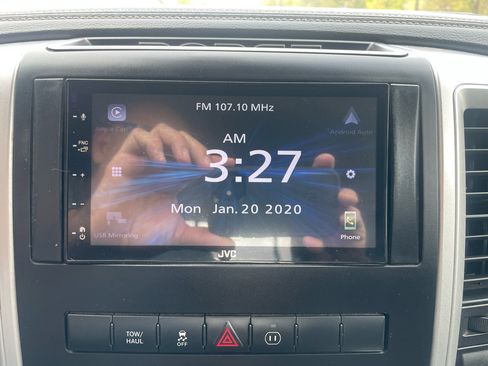 DODGE
FM 107.10 MHz
Apple CarPlay
Android Auto
AM
3:27
FNC
Mon Jan. 20 2020
USB Mirroring
Phone
JVC
TOW/
HAUL
OFF